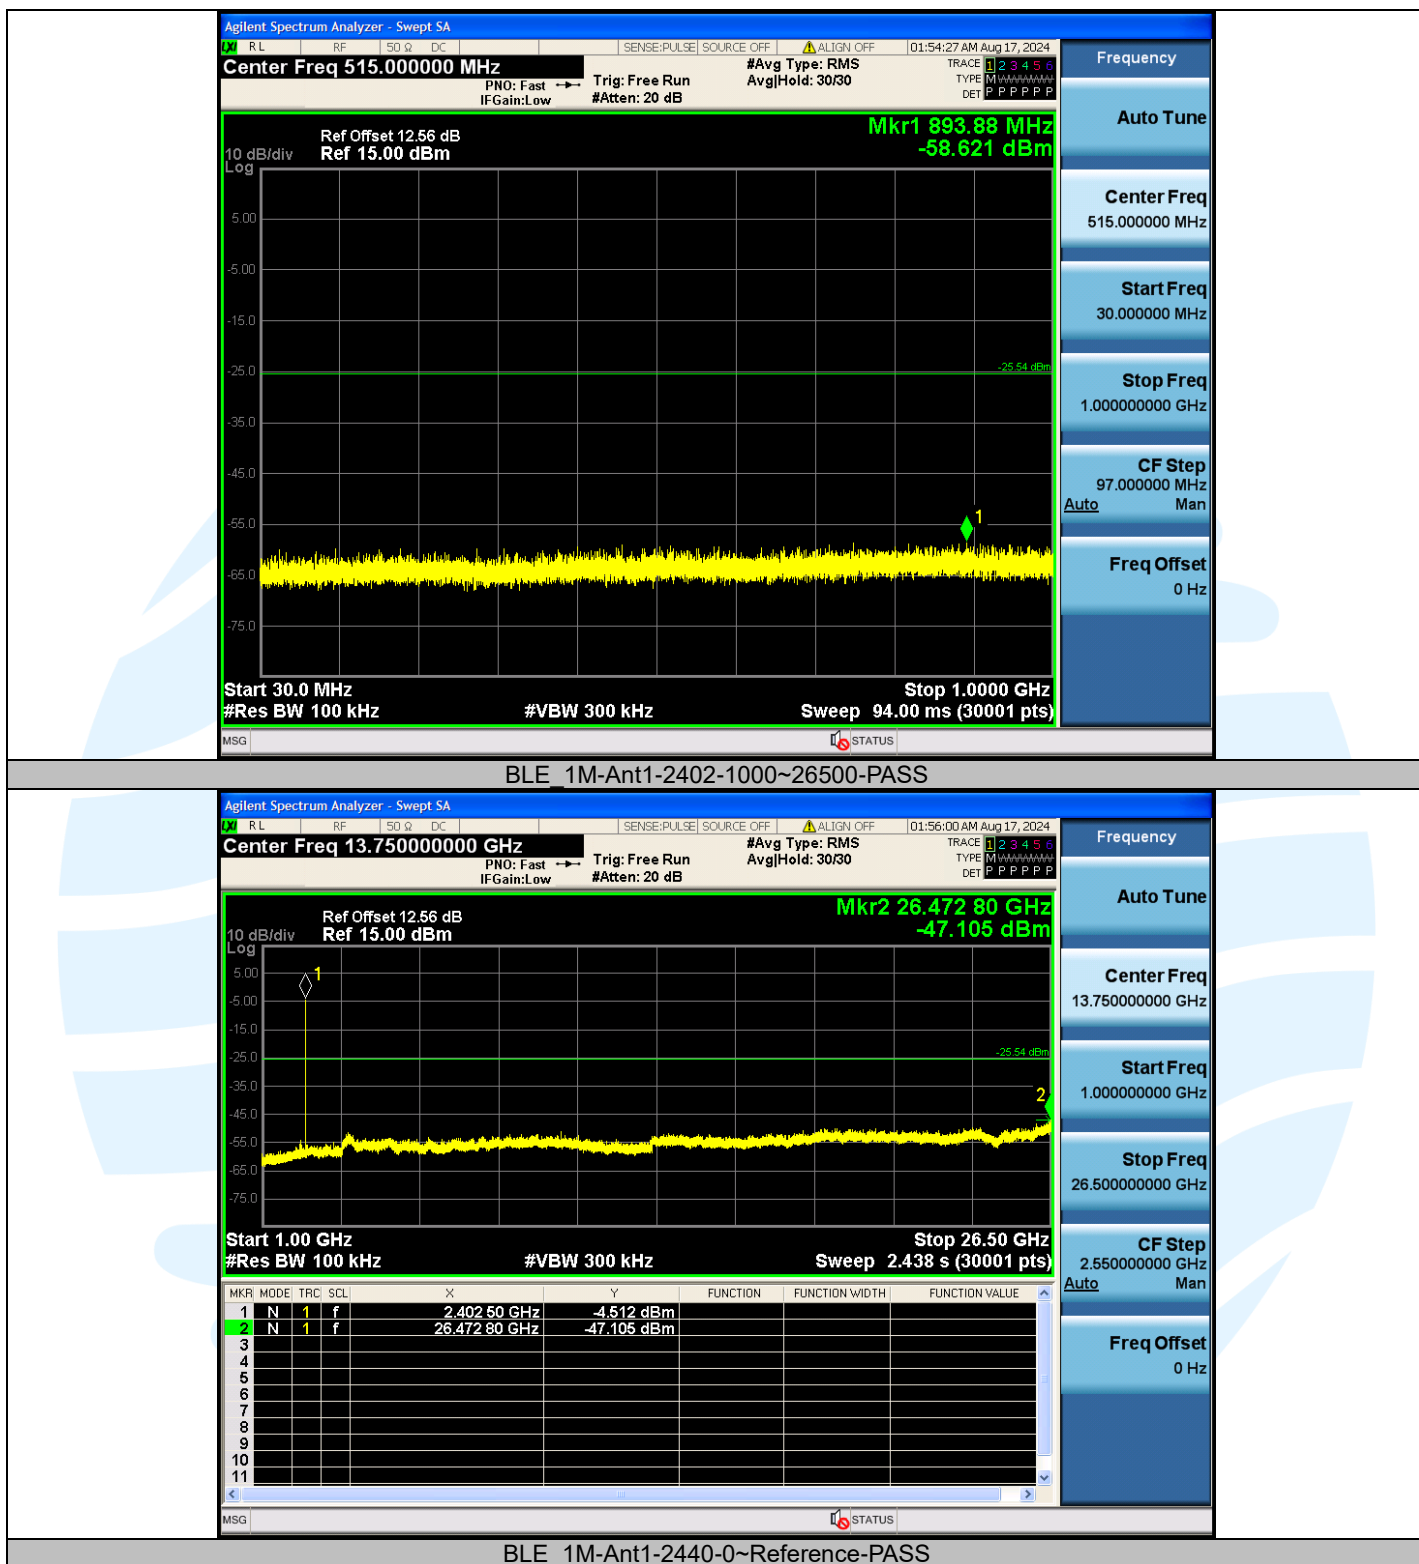 Agilent Spectrum Analyzer - Swept SA
LXI RL RF 50 Ω DC SENSE:PULSE SOURCE OFF ALIGN OFF 01:54:27 AM Aug 17, 2024
Center Freq 515.000000 MHz
PNO: Fast
IFGain:Low
Trig: Free Run
#Atten: 20 dB
#Avg Type: RMS
Avg|Hold: 30/30
TRACE 1 2 3 4 5 6
TYPE M
DET P P P P P P
Mkr1 893.88 MHz
-58.621 dBm
Ref Offset 12.56 dB
10 dB/div Ref 15.00 dBm
Log
5.00
-5.00
-15.0
-25.0
-25.54 dBm
-35.0
-45.0
-55.0
1
-65.0
-75.0
Start 30.0 MHz Stop 1.0000 GHz
#Res BW 100 kHz #VBW 300 kHz Sweep 94.00 ms (30001 pts)
MSG STATUS
Frequency
Auto Tune
Center Freq
515.000000 MHz
Start Freq
30.000000 MHz
Stop Freq
1.000000000 GHz
CF Step
97.000000 MHz
Auto Man
Freq Offset
0 Hz
BLE_1M-Ant1-2402-1000~26500-PASS
Agilent Spectrum Analyzer - Swept SA
LXI RL RF 50 Ω DC SENSE:PULSE SOURCE OFF ALIGN OFF 01:56:00 AM Aug 17, 2024
Center Freq 13.750000000 GHz
PNO: Fast
IFGain:Low
Trig: Free Run
#Atten: 20 dB
#Avg Type: RMS
Avg|Hold: 30/30
TRACE 1 2 3 4 5 6
TYPE M
DET P P P P P P
Mkr2 26.472 80 GHz
-47.105 dBm
Ref Offset 12.56 dB
10 dB/div Ref 15.00 dBm
Log
5.00
1
-5.00
-15.0
-25.0
-25.54 dBm
-35.0
2
-45.0
-55.0
-65.0
-75.0
Start 1.00 GHz Stop 26.50 GHz
#Res BW 100 kHz #VBW 300 kHz Sweep 2.438 s (30001 pts)
MKR MODE TRC SCL X Y FUNCTION FUNCTION WIDTH FUNCTION VALUE
1 N 1 f 2.402 50 GHz -4.512 dBm
2 N 1 f 26.472 80 GHz -47.105 dBm
3
4
5
6
7
8
9
10
11
MSG STATUS
Frequency
Auto Tune
Center Freq
13.750000000 GHz
Start Freq
1.000000000 GHz
Stop Freq
26.500000000 GHz
CF Step
2.550000000 GHz
Auto Man
Freq Offset
0 Hz
BLE_1M-Ant1-2440-0~Reference-PASS